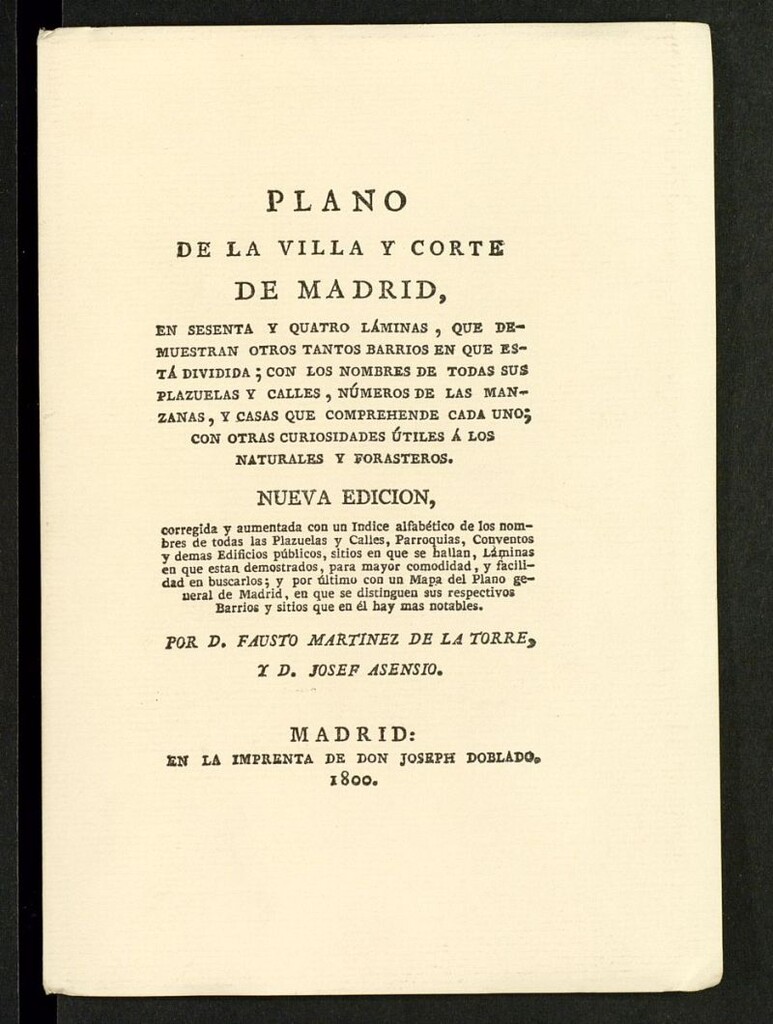 PLANO
DE LA VILLA Y CORTE
DE MADRID,
EN SESENTA Y QUATRO LÁMINAS, QUE DE-
MUESTRAN OTROS TANTOS BARRIOS EN QUE ES-
TÁ DIVIDIDA; CON LOS NOMBRES DE TODAS SUS
PLAZUELAS Y CALLES, NÚMEROS DE LAS MAN-
ZANAS, Y CASAS QUE COMPREHENDE CADA UNO;
CON OTRAS CURIOSIDADES ÚTILES Á LOS
NATURALES Y FORASTEROS.
NUEVA EDICION,
corregida y aumentada con un Indice alfabético de los nom-
bres de todas las Plazuelas y Calles, Parroquias, Conventos
y demas Edificios públicos, sitios en que se hallan, Láminas
en que estan demostrados, para mayor comodidad, y facili-
dad en buscarlos; y por último con un Mapa del Plano ge-
neral de Madrid, en que se distinguen sus respectivos
Barrios y sitios que en él hay mas notables.
POR D. FAUSTO MARTINEZ DE LA TORRE,
Y D. JOSEF ASENSIO.
MADRID:
EN LA IMPRENTA DE DON JOSEPH DOBLADO.
1800.